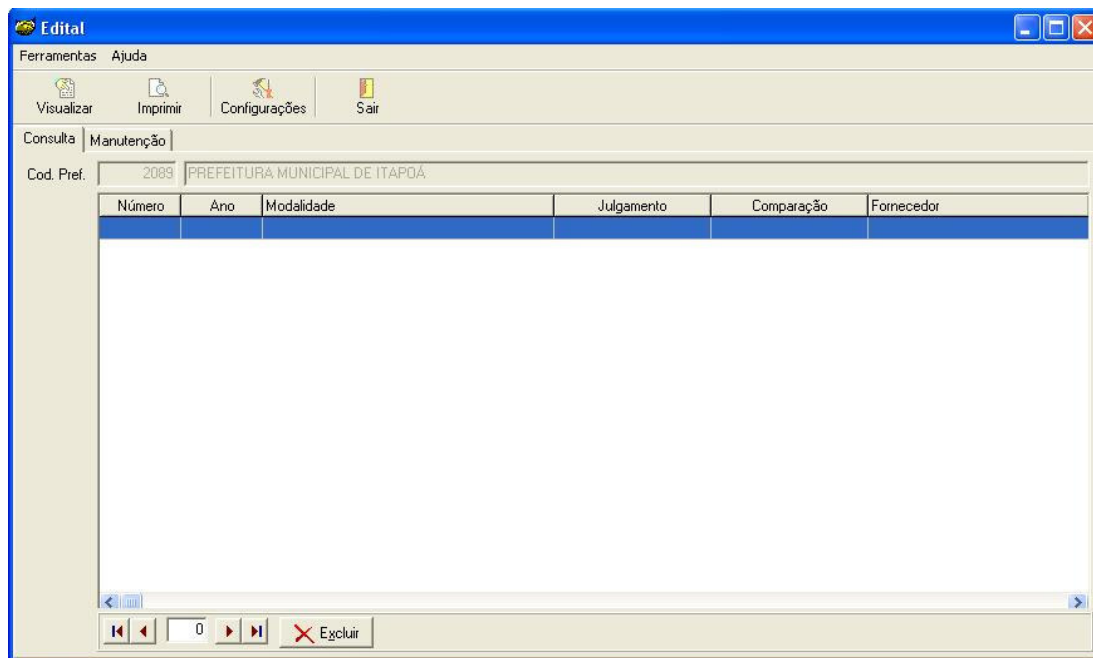 Edital
Ferramentas Ajuda
Visualizar Imprimir Configurações Sair
Consulta Manutenção
Cod. Pref. 2089 PREFEITURA MUNICIPAL DE ITAPOÁ
Número Ano Modalidade Julgamento Comparação Fornecedor
0 Excluir